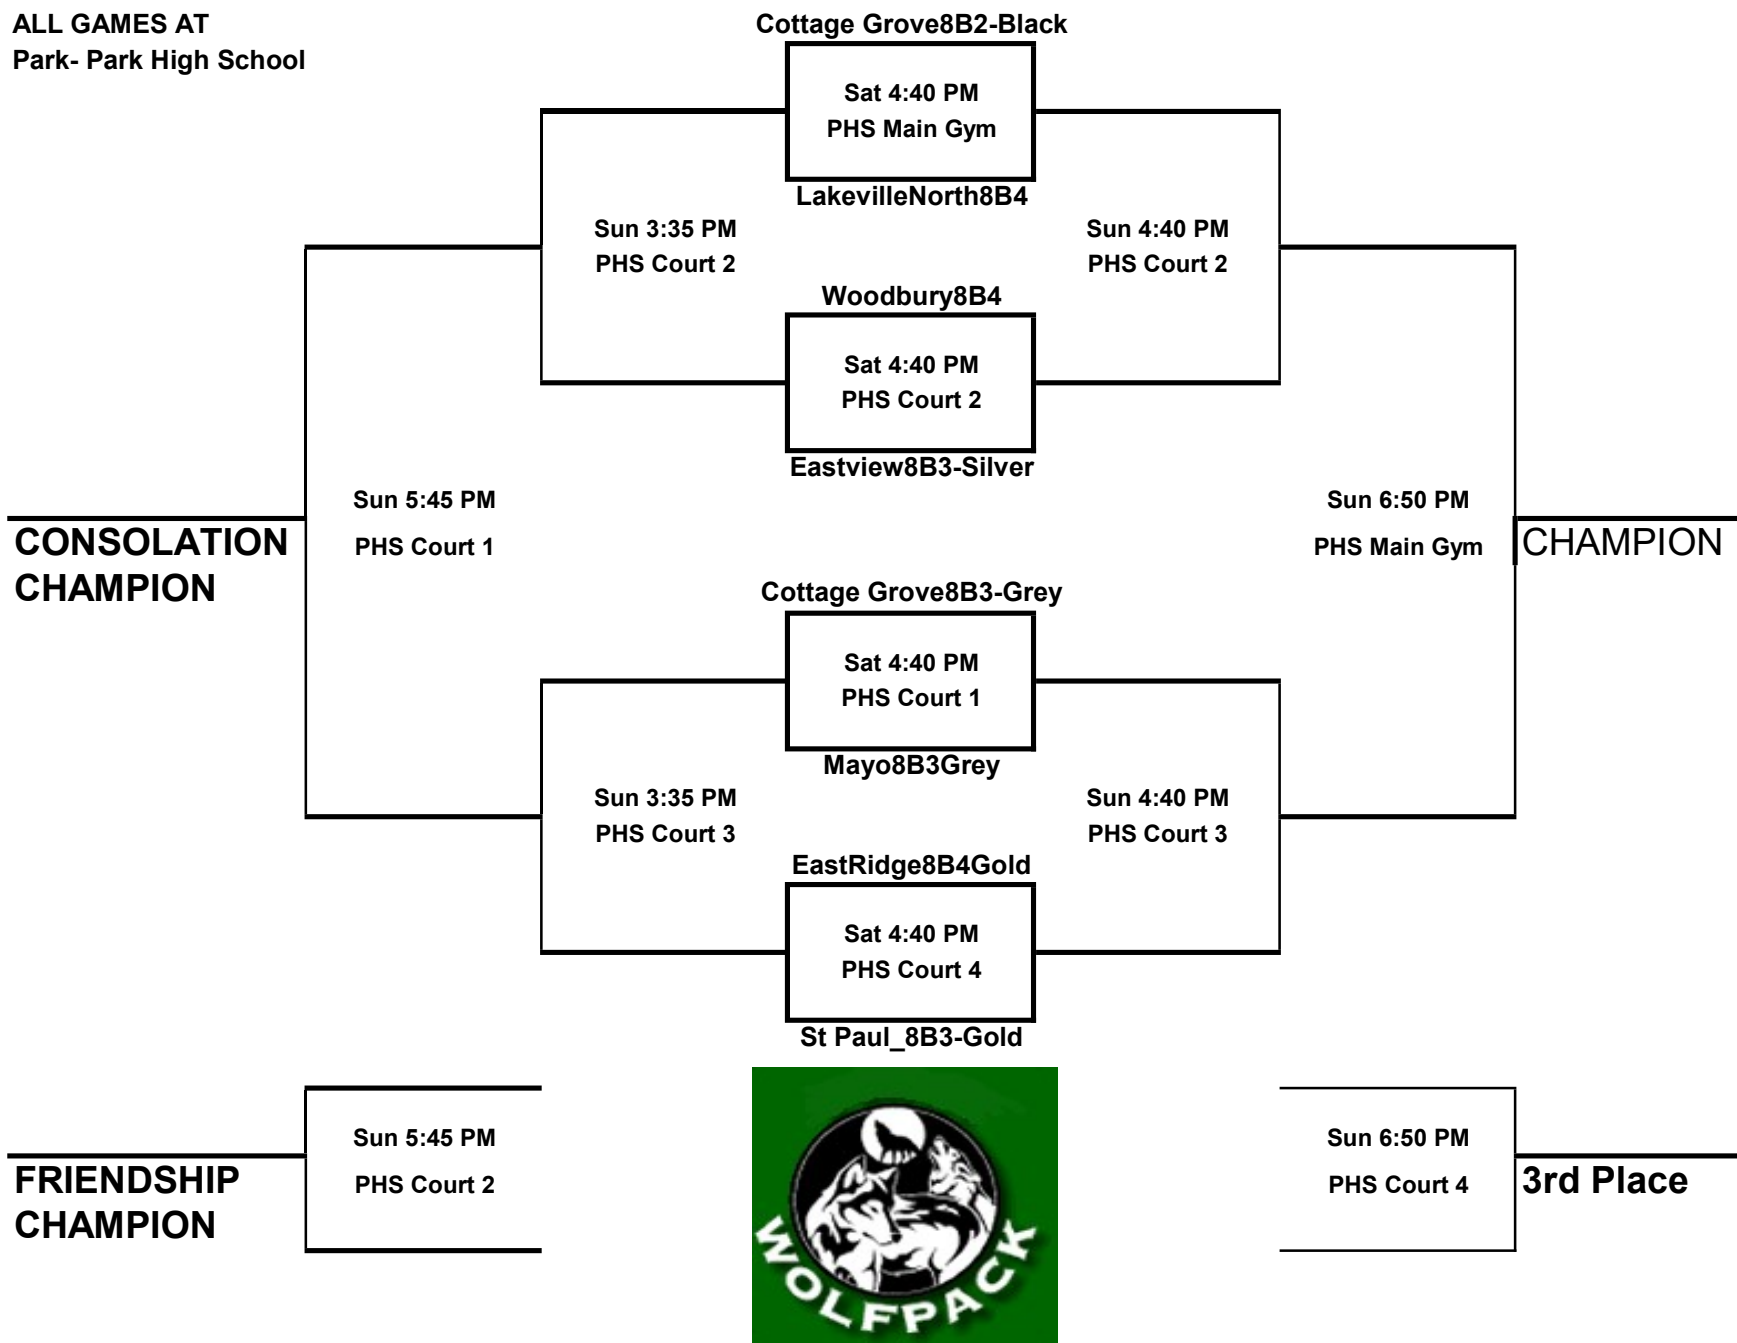 ALL GAMES AT
Park- Park High School
Cottage Grove8B2-Black
Sat 4:40 PM
PHS Main Gym
LakevilleNorth8B4
Sun 3:35 PM
PHS Court 2
Sun 4:40 PM
PHS Court 2
Woodbury8B4
Sat 4:40 PM
PHS Court 2
Eastview8B3-Silver
Sun 5:45 PM
PHS Court 1
CONSOLATION
CHAMPION
Sun 6:50 PM
PHS Main Gym
CHAMPION
Cottage Grove8B3-Grey
Sat 4:40 PM
PHS Court 1
Mayo8B3Grey
Sun 3:35 PM
PHS Court 3
Sun 4:40 PM
PHS Court 3
EastRidge8B4Gold
Sat 4:40 PM
PHS Court 4
St Paul_8B3-Gold
Sun 5:45 PM
PHS Court 2
FRIENDSHIP
CHAMPION
WOLFPACK
Sun 6:50 PM
PHS Court 4
3rd Place